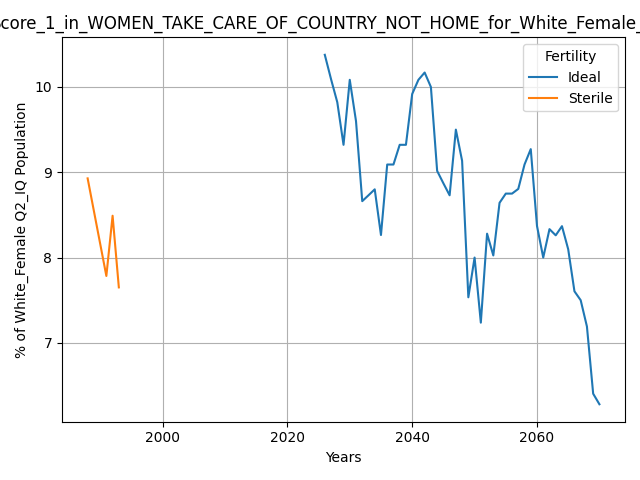 core_1_in_WOMEN_TAKE_CARE_OF_COUNTRY_NOT_HOME_for_White_Female_
Fertility
Ideal
Sterile
% of White_Female Q2_IQ Population
10
9
8
7
2000 2020 2040 2060
Years